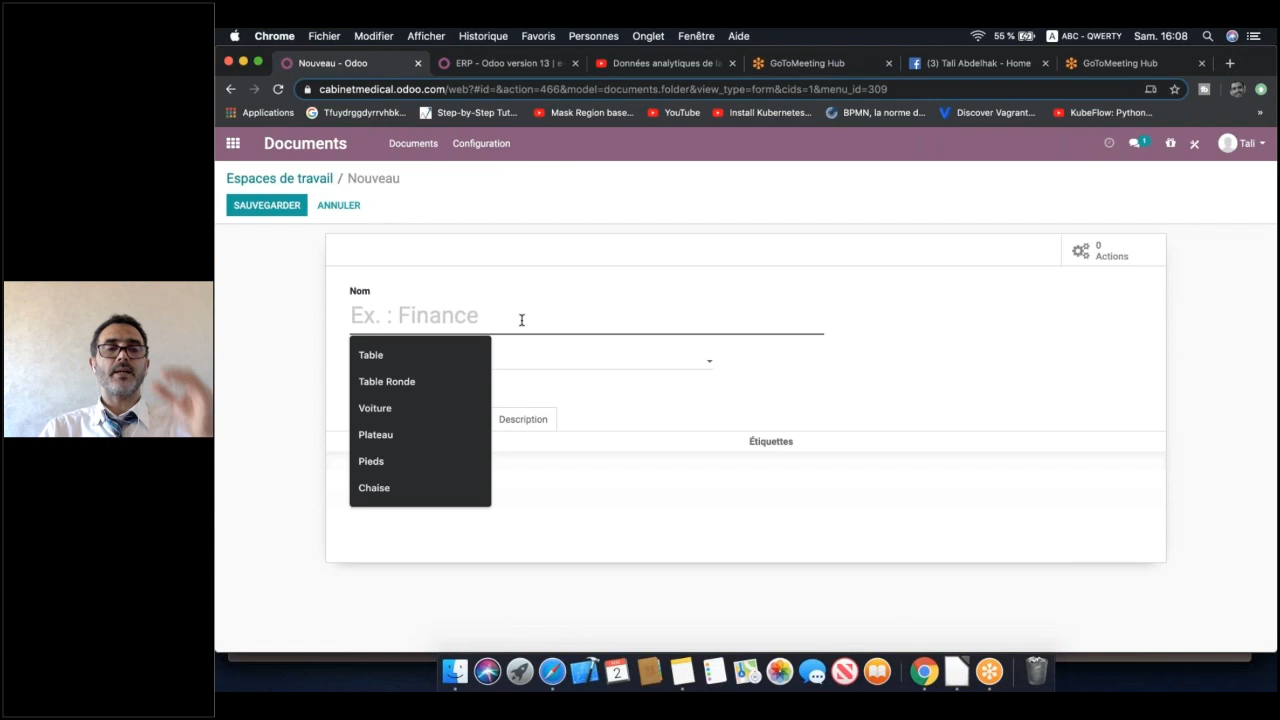 Chrome Fichier Modifier Afficher Historique Favoris Personnes Onglet Fenêtre Aide 55 % A ABC - QWERTY Sam. 16:08
Nouveau - Odoo ERP - Odoo version 13 | e Données analytiques de la GoToMeeting Hub (3) Tali Abdelhak - Home GoToMeeting Hub
cabinetmedical.odoo.com/web?#id=&action=466&model=documents.folder&view_type=form&cids=1&menu_id=309
Applications Tfuydrggdyrrvhbk... Step-by-Step Tut... Mask Region base... YouTube Install Kubernetes... BPMN, la norme d... Discover Vagrant... KubeFlow: Python... »
Documents Documents Configuration 1 Tali
Espaces de travail / Nouveau
SAUVEGARDER ANNULER
0
Actions
Nom
Ex. : Finance
Table
Table Ronde
Voiture
Plateau
Pieds
Chaise
Description
Étiquettes
2